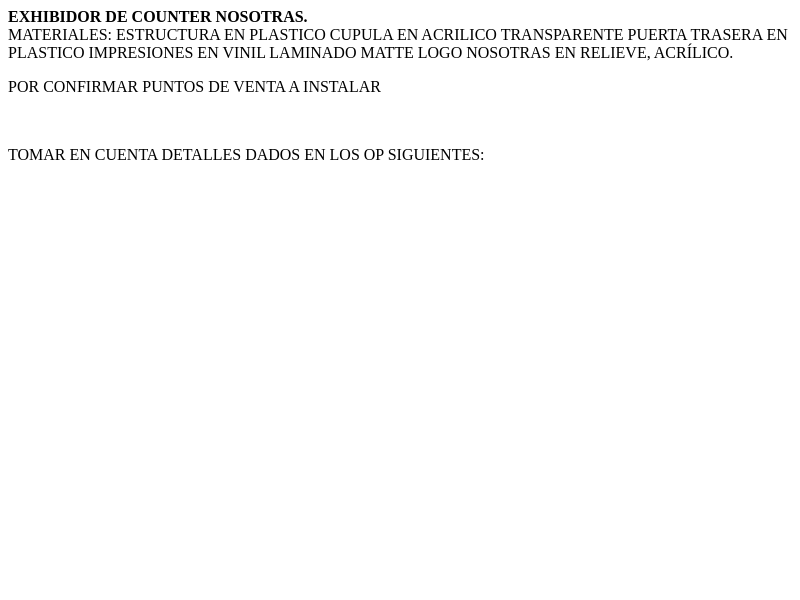 EXHIBIDOR DE COUNTER NOSOTRAS.
MATERIALES: ESTRUCTURA EN PLASTICO CUPULA EN ACRILICO TRANSPARENTE PUERTA TRASERA EN
PLASTICO IMPRESIONES EN VINIL LAMINADO MATTE LOGO NOSOTRAS EN RELIEVE, ACRÍLICO.
POR CONFIRMAR PUNTOS DE VENTA A INSTALAR
TOMAR EN CUENTA DETALLES DADOS EN LOS OP SIGUIENTES: